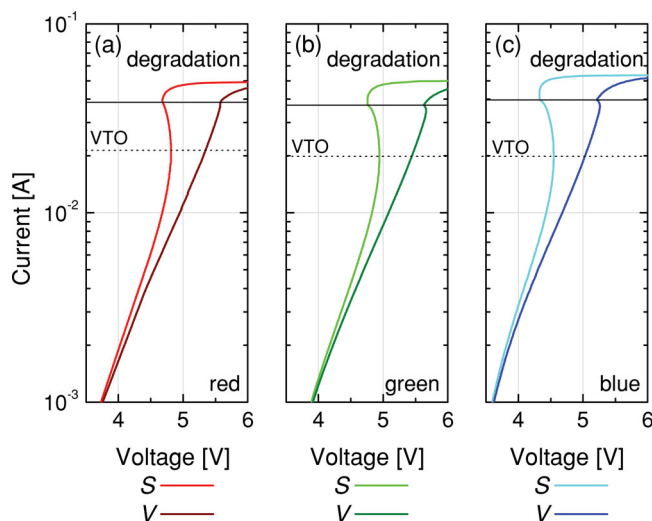 10⁻¹ (a) degradation (b) degradation (c) degradation
VTO VTO VTO
10⁻²
Current [A]
red green blue
10⁻³
4 5 6 4 5 6 4 5 6
Voltage [V] Voltage [V] Voltage [V]
S S S
V V V